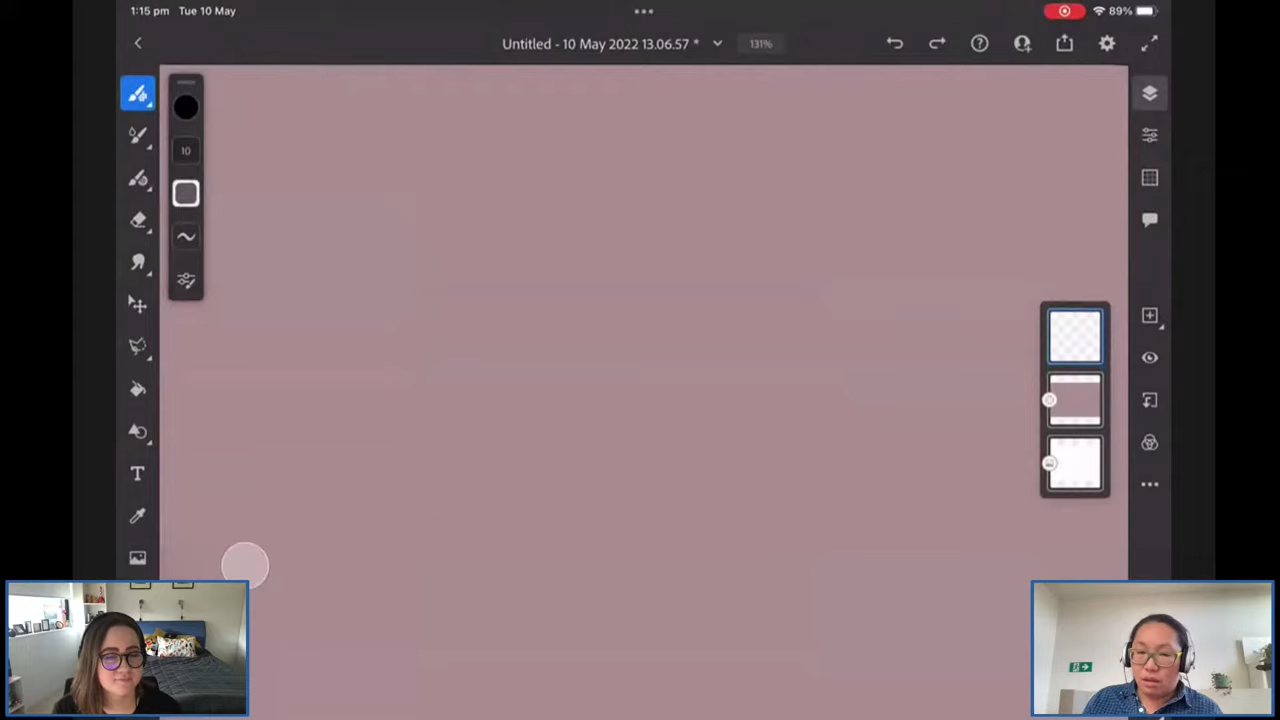 1:15 pm Tue 10 May
89%
Untitled - 10 May 2022 13.06.57 *
131%
10
T